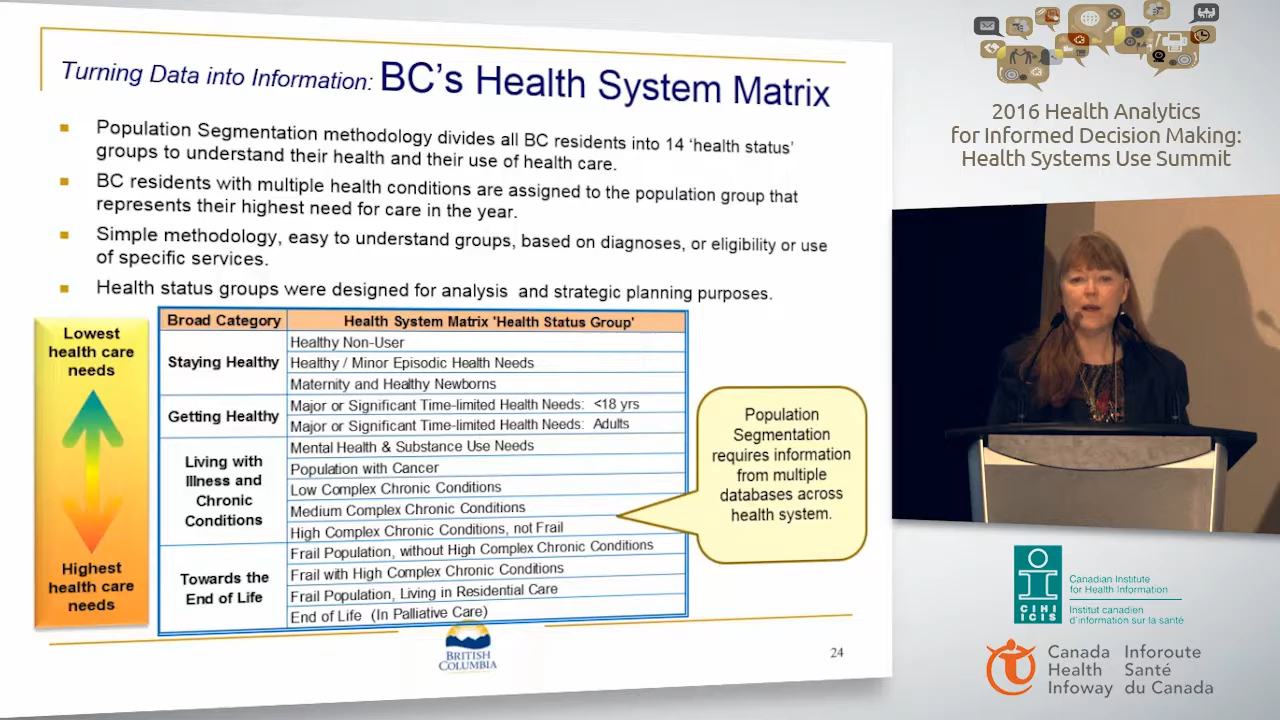 Turning Data into Information: BC's Health System Matrix
Population Segmentation methodology divides all BC residents into 14 'health status'
groups to understand their health and their use of health care.
BC residents with multiple health conditions are assigned to the population group that
represents their highest need for care in the year.
Simple methodology, easy to understand groups, based on diagnoses, or eligibility or use
of specific services.
Health status groups were designed for analysis and strategic planning purposes.
Lowest
health care
needs
Highest
health care
needs
Broad Category
Health System Matrix 'Health Status Group'
Staying Healthy
Healthy Non-User
Healthy / Minor Episodic Health Needs
Maternity and Healthy Newborns
Getting Healthy
Major or Significant Time-limited Health Needs: <18 yrs
Major or Significant Time-limited Health Needs: Adults
Living with
Illness and
Chronic
Conditions
Mental Health & Substance Use Needs
Population with Cancer
Low Complex Chronic Conditions
Medium Complex Chronic Conditions
High Complex Chronic Conditions, not Frail
Towards the
End of Life
Frail Population, without High Complex Chronic Conditions
Frail with High Complex Chronic Conditions
Frail Population, Living in Residential Care
End of Life (In Palliative Care)
Population
Segmentation
requires information
from multiple
databases across
health system.
BRITISH
COLUMBIA
24
2016 Health Analytics
for Informed Decision Making:
Health Systems Use Summit
CIHI
ICIS
Canadian Institute
for Health Information
Institut canadien
d'information sur la santé
Canada
Health
Infoway
Inforoute
Santé
du Canada